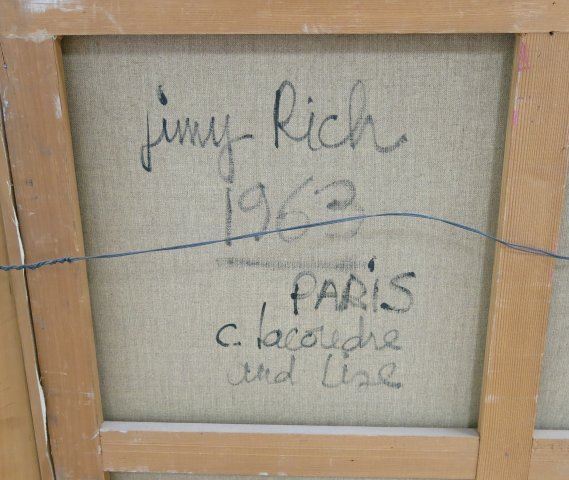 jimy Rich
1963
PARiS
C. Lacoudre
and Lise